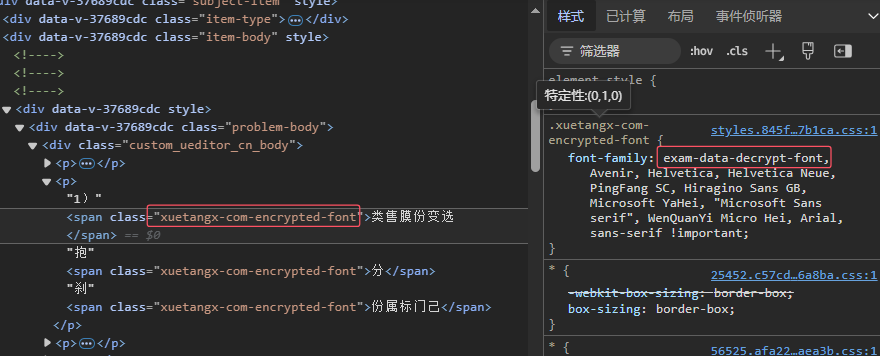 data-v-37689cdc class="subject-item" style>
<div data-v-37689cdc class="item-type">…</div>
<div data-v-37689cdc class="item-body" style>
<!---->
<!---->
<!---->
<div data-v-37689cdc style>
<div data-v-37689cdc class="problem-body">
<div class="custom_ueditor_cn_body">
<p>…</p>
<p>
"1）"
<span class="xuetangx-com-encrypted-font">类售膜份变选
</span> == $0
"抱"
<span class="xuetangx-com-encrypted-font">分</span>
"刹"
<span class="xuetangx-com-encrypted-font">份属标门己</span>
</p>
<p>…</p>
样式 已计算 布局 事件侦听器
筛选器 :hov .cls
element.style {
特定性:(0,1,0)
.xuetangx-com-encrypted-font { styles.845f…7b1ca.css:1
font-family: exam-data-decrypt-font,
Avenir, Helvetica, Helvetica Neue,
PingFang SC, Hiragino Sans GB,
Microsoft YaHei, "Microsoft Sans
serif", WenQuanYi Micro Hei, Arial,
sans-serif !important;
}
* { 25452.c57cd…6a8ba.css:1
-webkit-box-sizing: border-box;
box-sizing: border-box;
}
* { 56525.afa22…aea3b.css:1